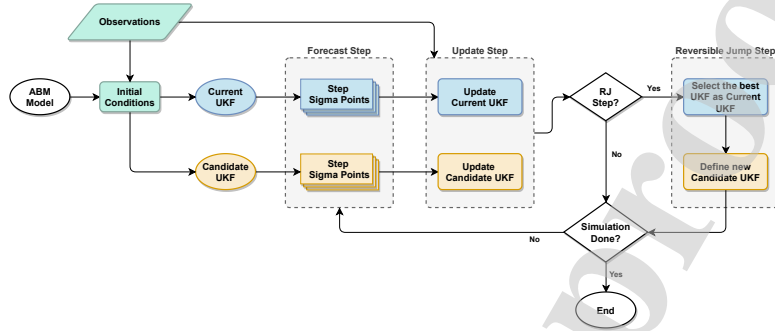 Observations
Forecast Step
Update Step
Reversible Jump Step
ABM
Model
Initial
Conditions
Current
UKF
Step
Sigma Points
Update
Current UKF
RJ
Step?
Yes
Select the best
UKF as Current
UKF
Candidate
UKF
Step
Sigma Points
Update
Candidate UKF
No
Define new
Candidate UKF
Simulation
Done?
No
Yes
End